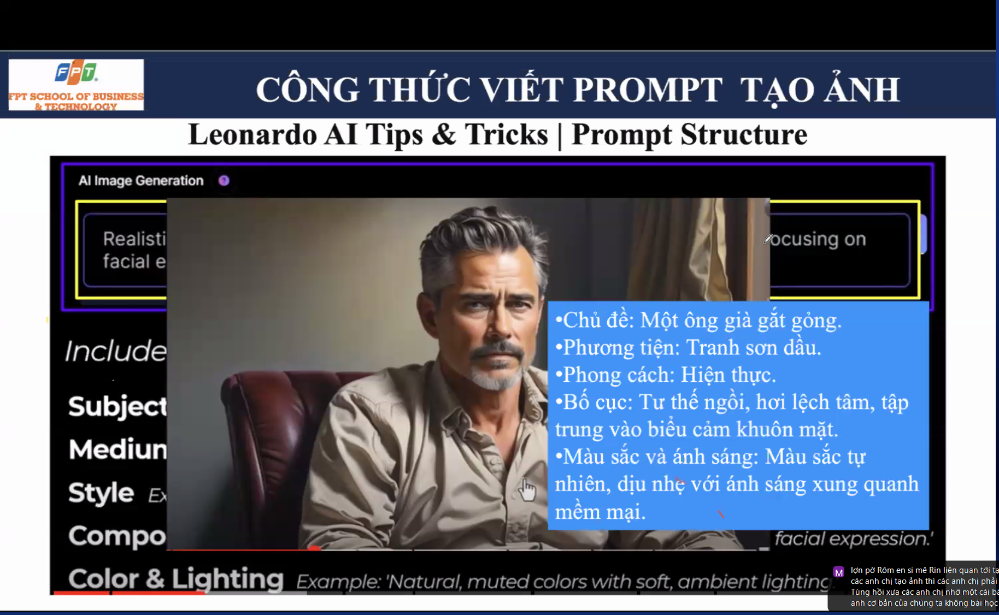 FPT
FPT SCHOOL OF BUSINESS
& TECHNOLOGY
CÔNG THỨC VIẾT PROMPT TẠO ẢNH
Leonardo AI Tips & Tricks | Prompt Structure
AI Image Generation ?
Realisti
ocusing on
facial e
•Chủ đề: Một ông già gắt gỏng.
•Phương tiện: Tranh sơn dầu.
•Phong cách: Hiện thực.
•Bố cục: Tư thế ngồi, hơi lệch tâm, tập
trung vào biểu cảm khuôn mặt.
•Màu sắc và ánh sáng: Màu sắc tự
nhiên, dịu nhẹ với ánh sáng xung quanh
mềm mại.
Include
Subject
Medium
Style Ex
Compo
facial expression.'
Color & Lighting Example: 'Natural, muted colors with soft, ambient lighting.
M
lợn pờ Rôm en si mê Rin liên quan tới tạ
các anh chị tạo ảnh thì các anh chị phải
Tùng hồi xưa các anh chị nhớ một cái bà
anh cơ bản của chúng ta không bài học